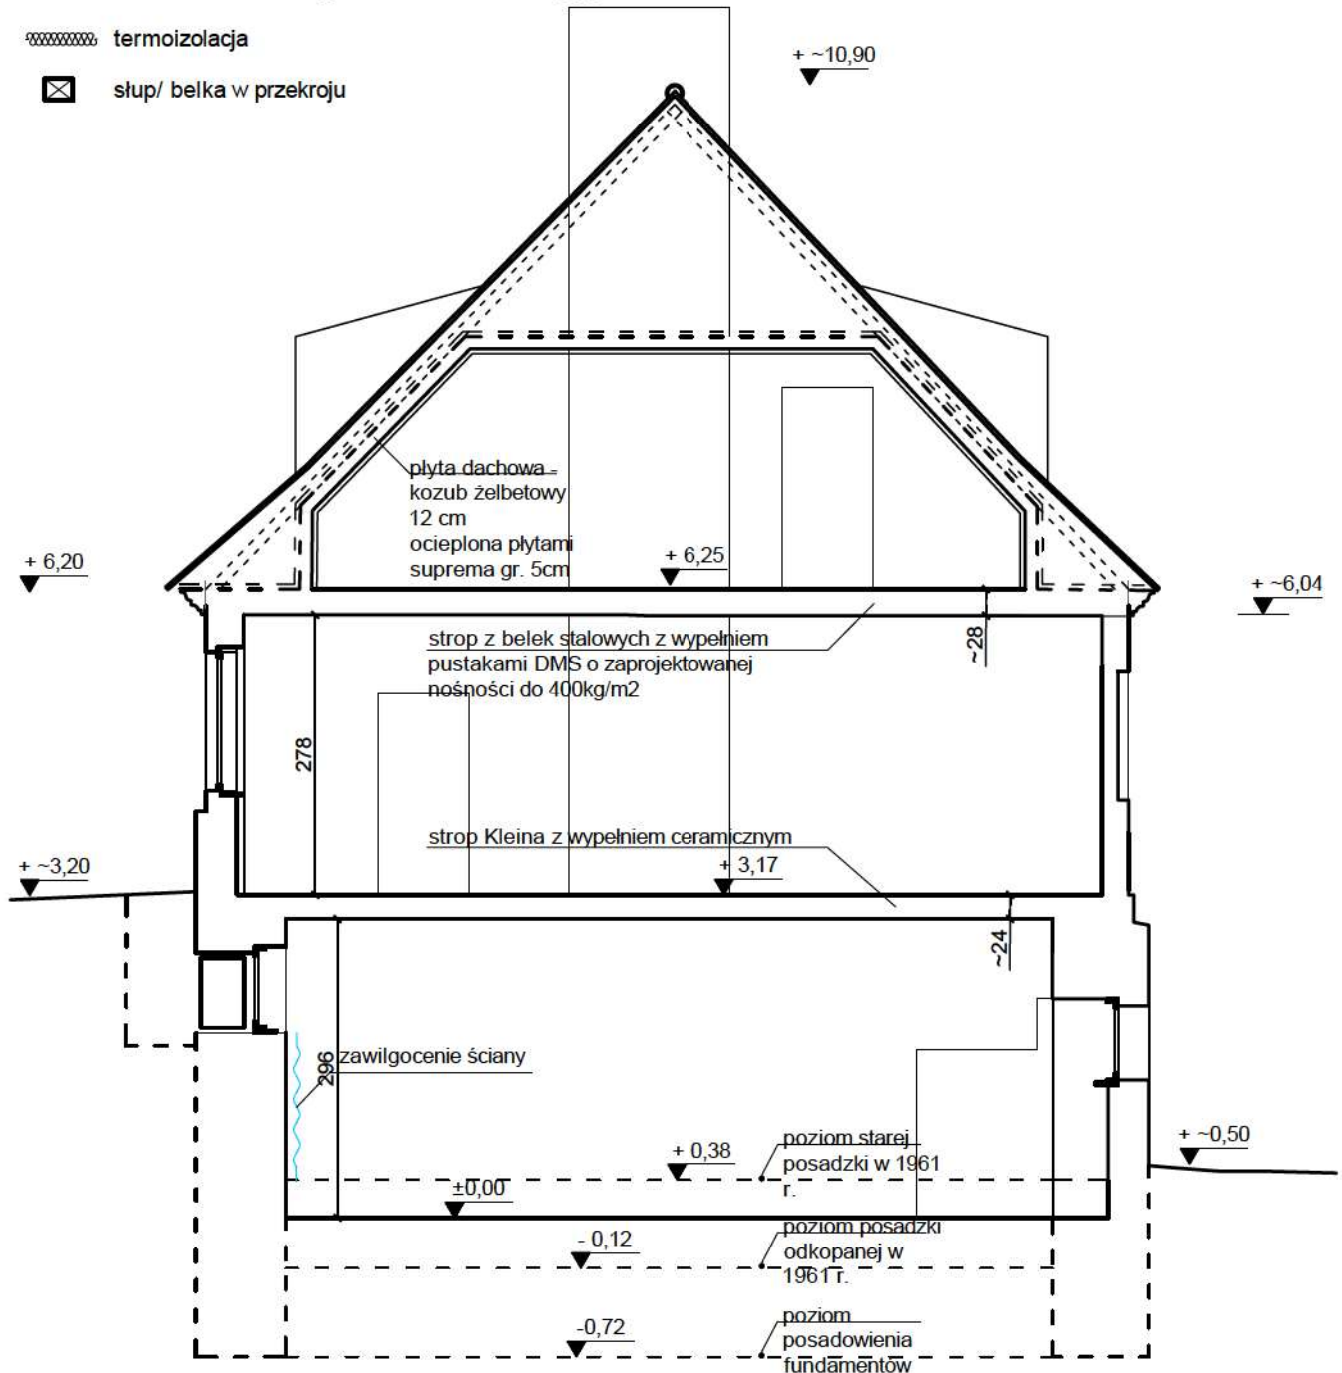 termoizolacja
słup/ belka w przekroju
+ ~10,90
płyta dachowa -
kozub żelbetowy
12 cm
ocieplona płytami
suprema gr. 5cm
+ 6,20
+ 6,25
+ ~6,04
strop z belek stalowych z wypełniem
pustakami DMS o zaprojektowanej
nośności do 400kg/m2
~28
278
strop Kleina z wypełniem ceramicznym
+ ~3,20
+ 3,17
~24
296
zawilgocenie ściany
+ 0,38
poziom starej
posadzki w 1961
r.
+ ~0,50
±0,00
- 0,12
poziom posadzki
odkopanej w
1961 r.
-0,72
poziom
posadowienia
fundamentów